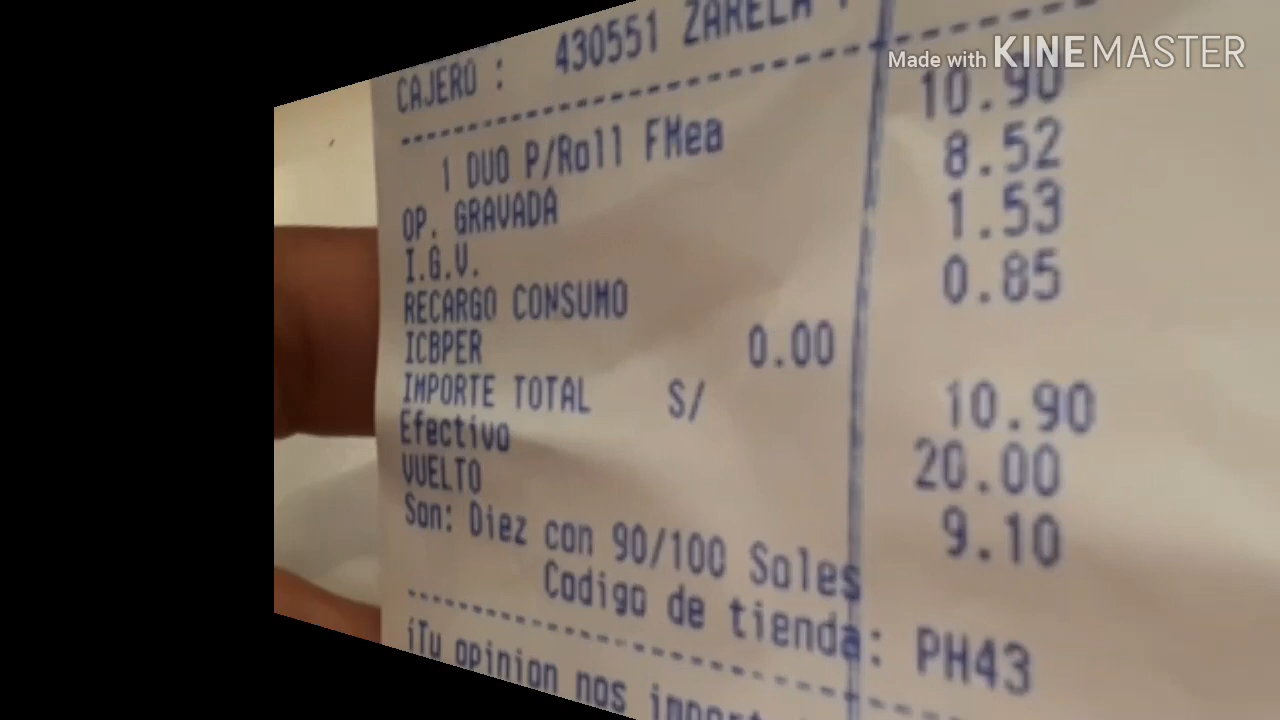 Made with KINEMASTER
CAJERO : 430551 ZARELA
1 DUO P/Roll FMea 10.90
OP. GRAVADA 8.52
I.G.V. 1.53
RECARGO CONSUMO 0.85
ICBPER 0.00
IMPORTE TOTAL S/ 10.90
Efectivo 20.00
VUELTO 9.10
Son: Diez con 90/100 Soles
Codigo de tienda: PH43
¡Tu opinion nos